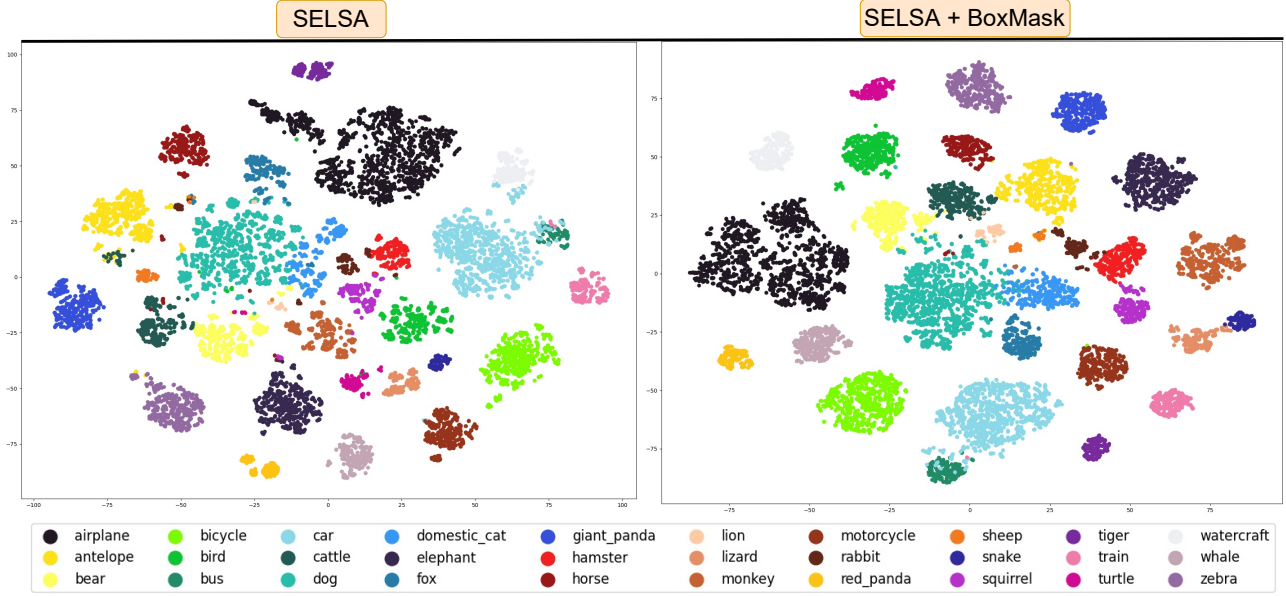 SELSA
SELSA + BoxMask
100
75
50
25
0
−25
−50
−75
−100
−75
−50
−25
0
25
50
75
100
75
50
25
0
−25
−50
−75
−75
−50
−25
0
25
50
75
airplane
bicycle
car
domestic_cat
giant_panda
lion
motorcycle
sheep
tiger
watercraft
antelope
bird
cattle
elephant
hamster
lizard
rabbit
snake
train
whale
bear
bus
dog
fox
horse
monkey
red_panda
squirrel
turtle
zebra